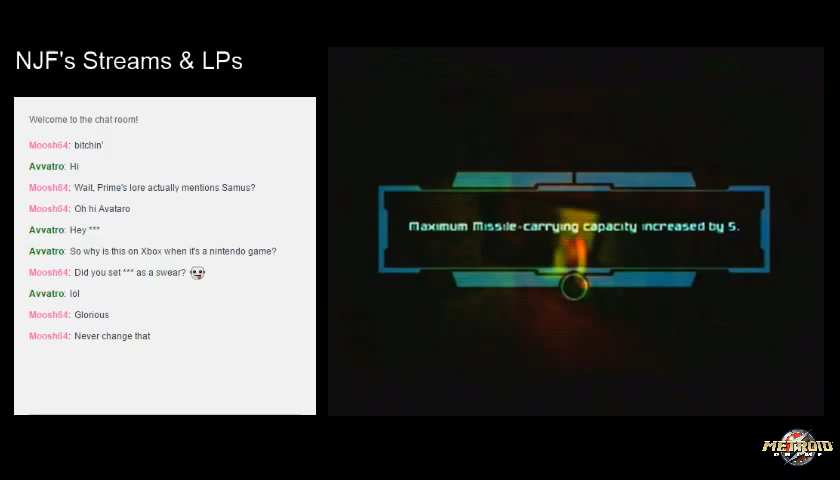 NJF's Streams & LPs
Welcome to the chat room!
Moosh64: bitchin'
Avvatro: Hi
Moosh64: Wait, Prime's lore actually mentions Samus?
Moosh64: Oh hi Avataro
Avvatro: Hey ***
Avvatro: So why is this on Xbox when it's a nintendo game?
Moosh64: Did you set *** as a swear?
Avvatro: lol
Moosh64: Glorious
Moosh64: Never change that
Maximum Missile-carrying capacity increased by 5.
METROID
PRIME